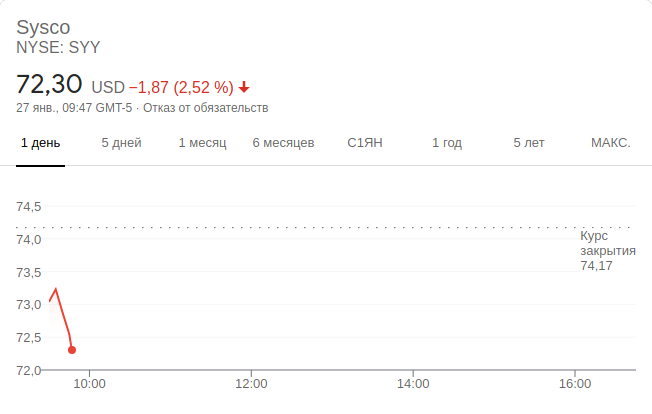 Sysco
NYSE: SYY
72,30 USD −1,87 (2,52 %)
27 янв., 09:47 GMT-5 · Отказ от обязательств
1 день 5 дней 1 месяц 6 месяцев С1ЯН 1 год 5 лет МАКС.
74,5
74,0
73,5
73,0
72,5
72,0
Курс
закрытия
74,17
10:00 12:00 14:00 16:00